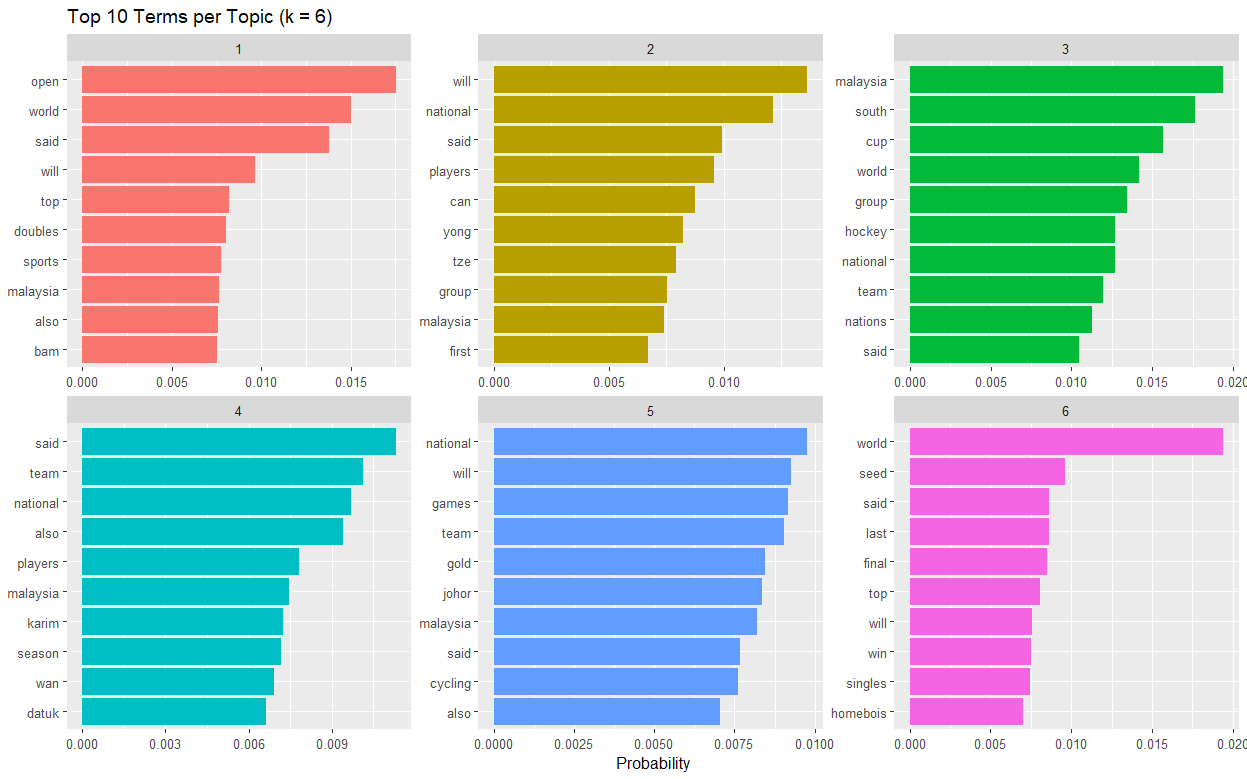 Top 10 Terms per Topic (k = 6)
1
open
world
said
will
top
doubles
sports
malaysia
also
bam
0.000 0.005 0.010 0.015
2
will
national
said
players
can
yong
tze
group
malaysia
first
0.000 0.005 0.010
3
malaysia
south
cup
world
group
hockey
national
team
nations
said
0.000 0.005 0.010 0.015 0.020
4
said
team
national
also
players
malaysia
karim
season
wan
datuk
0.000 0.003 0.006 0.009
5
national
will
games
team
gold
johor
malaysia
said
cycling
also
0.0000 0.0025 0.0050 0.0075 0.0100
6
world
seed
said
last
final
top
will
win
singles
homebois
0.000 0.005 0.010 0.015 0.020
Probability